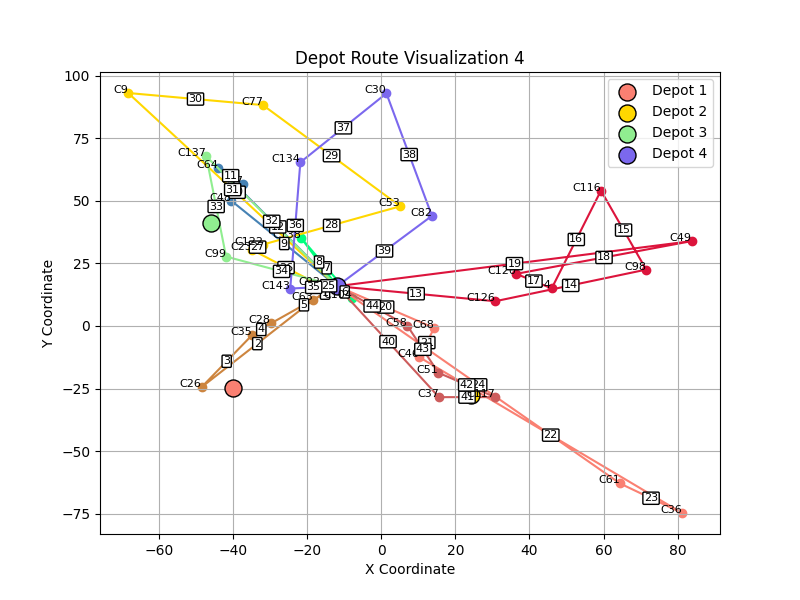 Depot Route Visualization 4
Depot 1
Depot 2
Depot 3
Depot 4
Y Coordinate
100
75
50
25
0
−25
−50
−75
−60
−40
−20
0
20
40
60
80
X Coordinate
C9
30
C77
C30
37
C134
29
38
C137
C64
11
31
33
C53
C82
32
36
28
9
27
39
C99
34
8
7
C143
35
25
C116
15
16
C49
19
18
C98
17
14
13
C126
C28
C35
4
5
3
2
C26
44
20
C58
C68
40
43
C51
42
24
C37
41
22
C61
23
C36